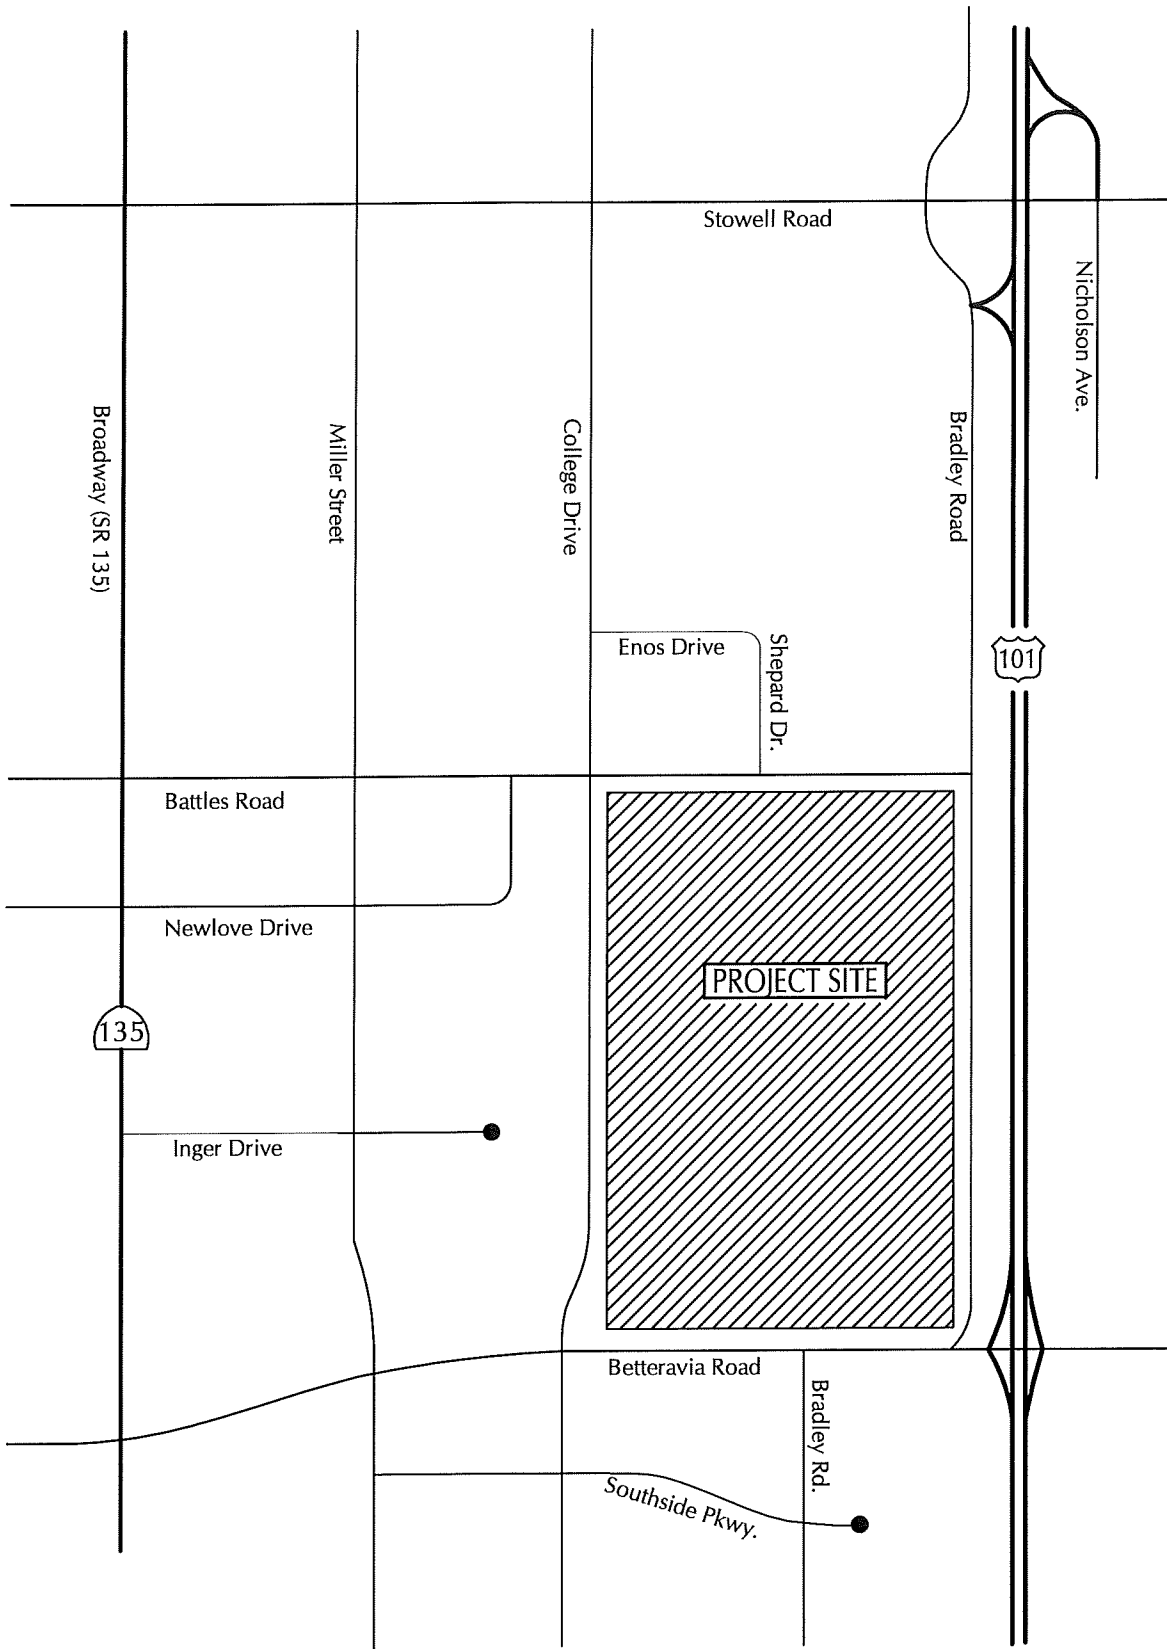 Stowell Road
Nicholson Ave.
Broadway (SR 135)
Miller Street
College Drive
Bradley Road
Enos Drive
Shepard Dr.
101
Battles Road
Newlove Drive
PROJECT SITE
135
Inger Drive
Betteravia Road
Bradley Rd.
Southside Pkwy.